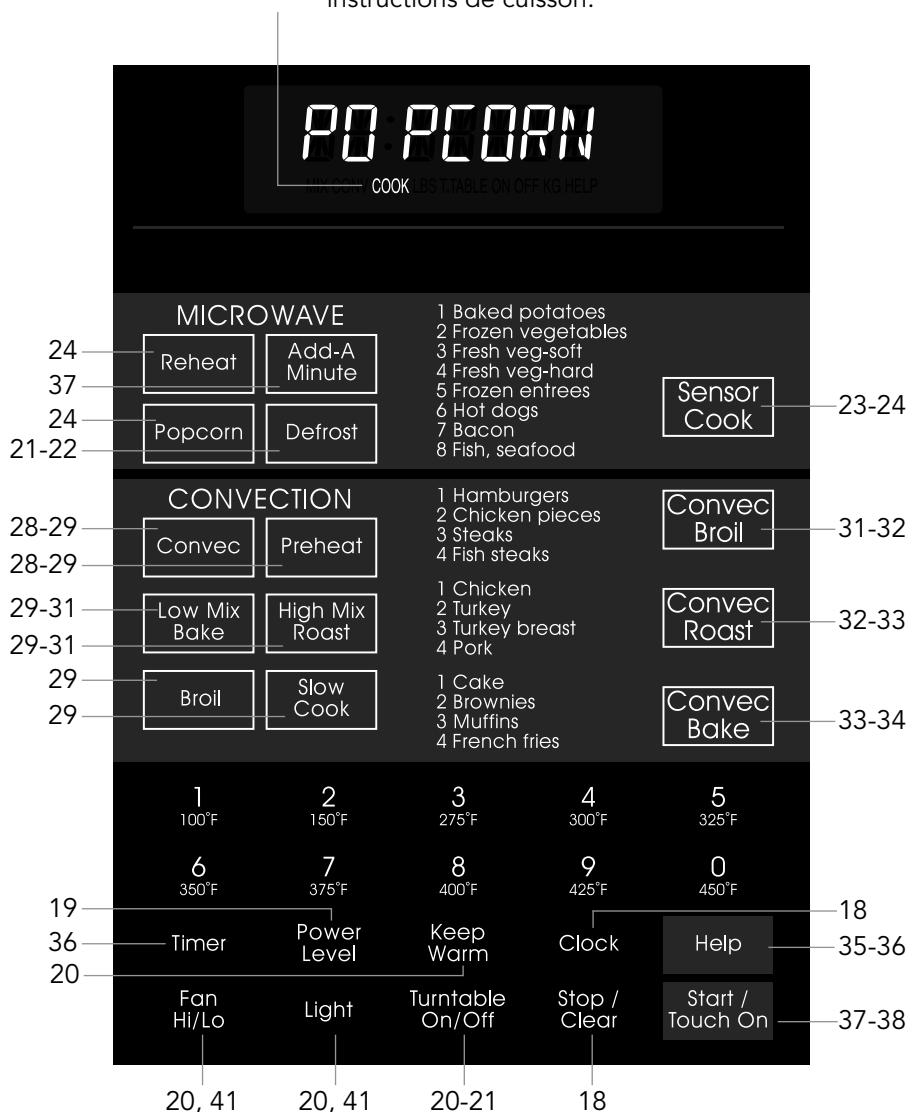 instructions de cuisson.
PO PCORN
MIX CONV COOK LBS T.TABLE ON OFF KG HELP
MICROWAVE
24
Reheat
Add-A
Minute
37
24
Popcorn
Defrost
21-22
1 Baked potatoes
2 Frozen vegetables
3 Fresh veg-soft
4 Fresh veg-hard
5 Frozen entrees
6 Hot dogs
7 Bacon
8 Fish, seafood
Sensor
Cook
23-24
CONVECTION
28-29
Convec
Preheat
28-29
29-31
Low Mix
Bake
High Mix
Roast
29-31
29
Broil
Slow
Cook
29
1 Hamburgers
2 Chicken pieces
3 Steaks
4 Fish steaks
Convec
Broil
31-32
1 Chicken
2 Turkey
3 Turkey breast
4 Pork
Convec
Roast
32-33
1 Cake
2 Brownies
3 Muffins
4 French fries
Convec
Bake
33-34
1 2 3 4 5
100°F 150°F 275°F 300°F 325°F
6 7 8 9 0
350°F 375°F 400°F 425°F 450°F
19
18
36
Timer
Power
Level
Keep
Warm
Clock
Help
35-36
20
Fan
Hi/Lo
Light
Turntable
On/Off
Stop /
Clear
Start /
Touch On
37-38
20, 41 20, 41 20-21 18